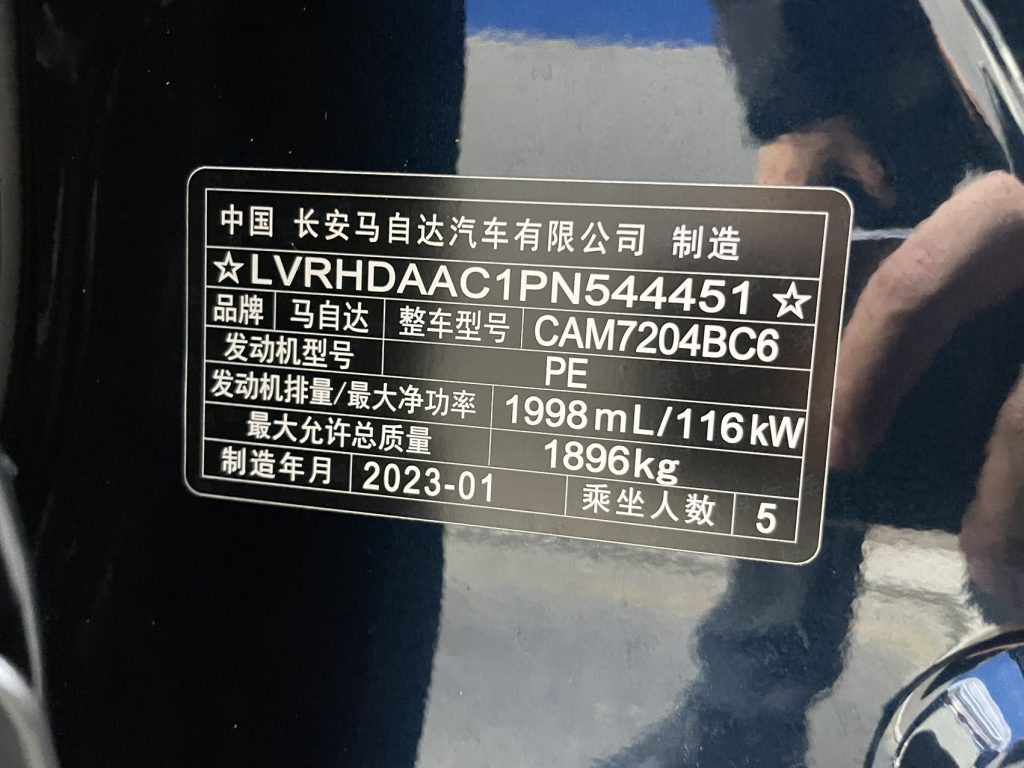 中国 长安马自达汽车有限公司 制造
☆LVRHDAAC1PN544451☆
品牌 马自达 整车型号 CAM7204BC6
发动机型号 PE
发动机排量/最大净功率 1998mL/116kW
最大允许总质量 1896kg
制造年月 2023-01 乘坐人数 5